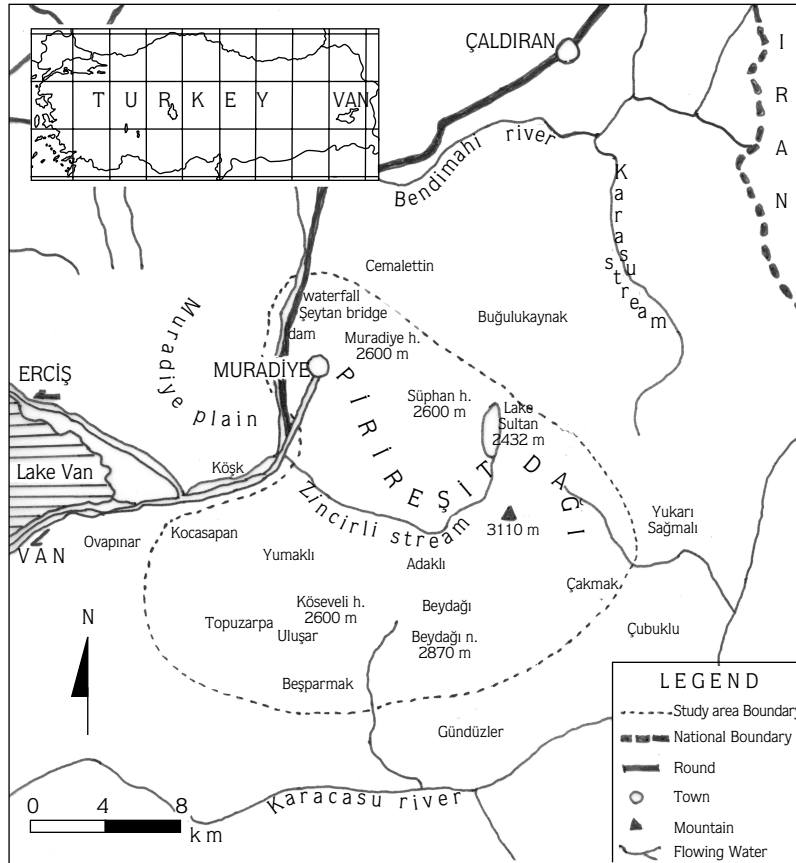 T U R K E Y
VAN
ÇALDIRAN
I R A N
Bendimahi river
Karasu stream
Cemalettin
waterfall
Şeytan bridge
dam
Muradiye h.
2600 m
Buğulukaynak
Muradiye plain
MURADİYE
ERCİŞ
PİRİREŞİT DAĞI
Süphan h.
2600 m
Lake
Sultan
2432 m
Lake Van
Köşk
Zincirli stream
3110 m
Yukarı
Sağmalı
VAN
Ovapınar
Kocasapan
Yumaklı
Adaklı
Çakmak
Köseveli h.
2600 m
Beydağı
Topuzarpa
Uluşar
Beydağı n.
2870 m
Çubuklu
N
Beşparmak
Gündüzler
Karacasu river
0 4 8
km
LEGEND
Study area Boundary
National Boundary
Round
Town
Mountain
Flowing Water